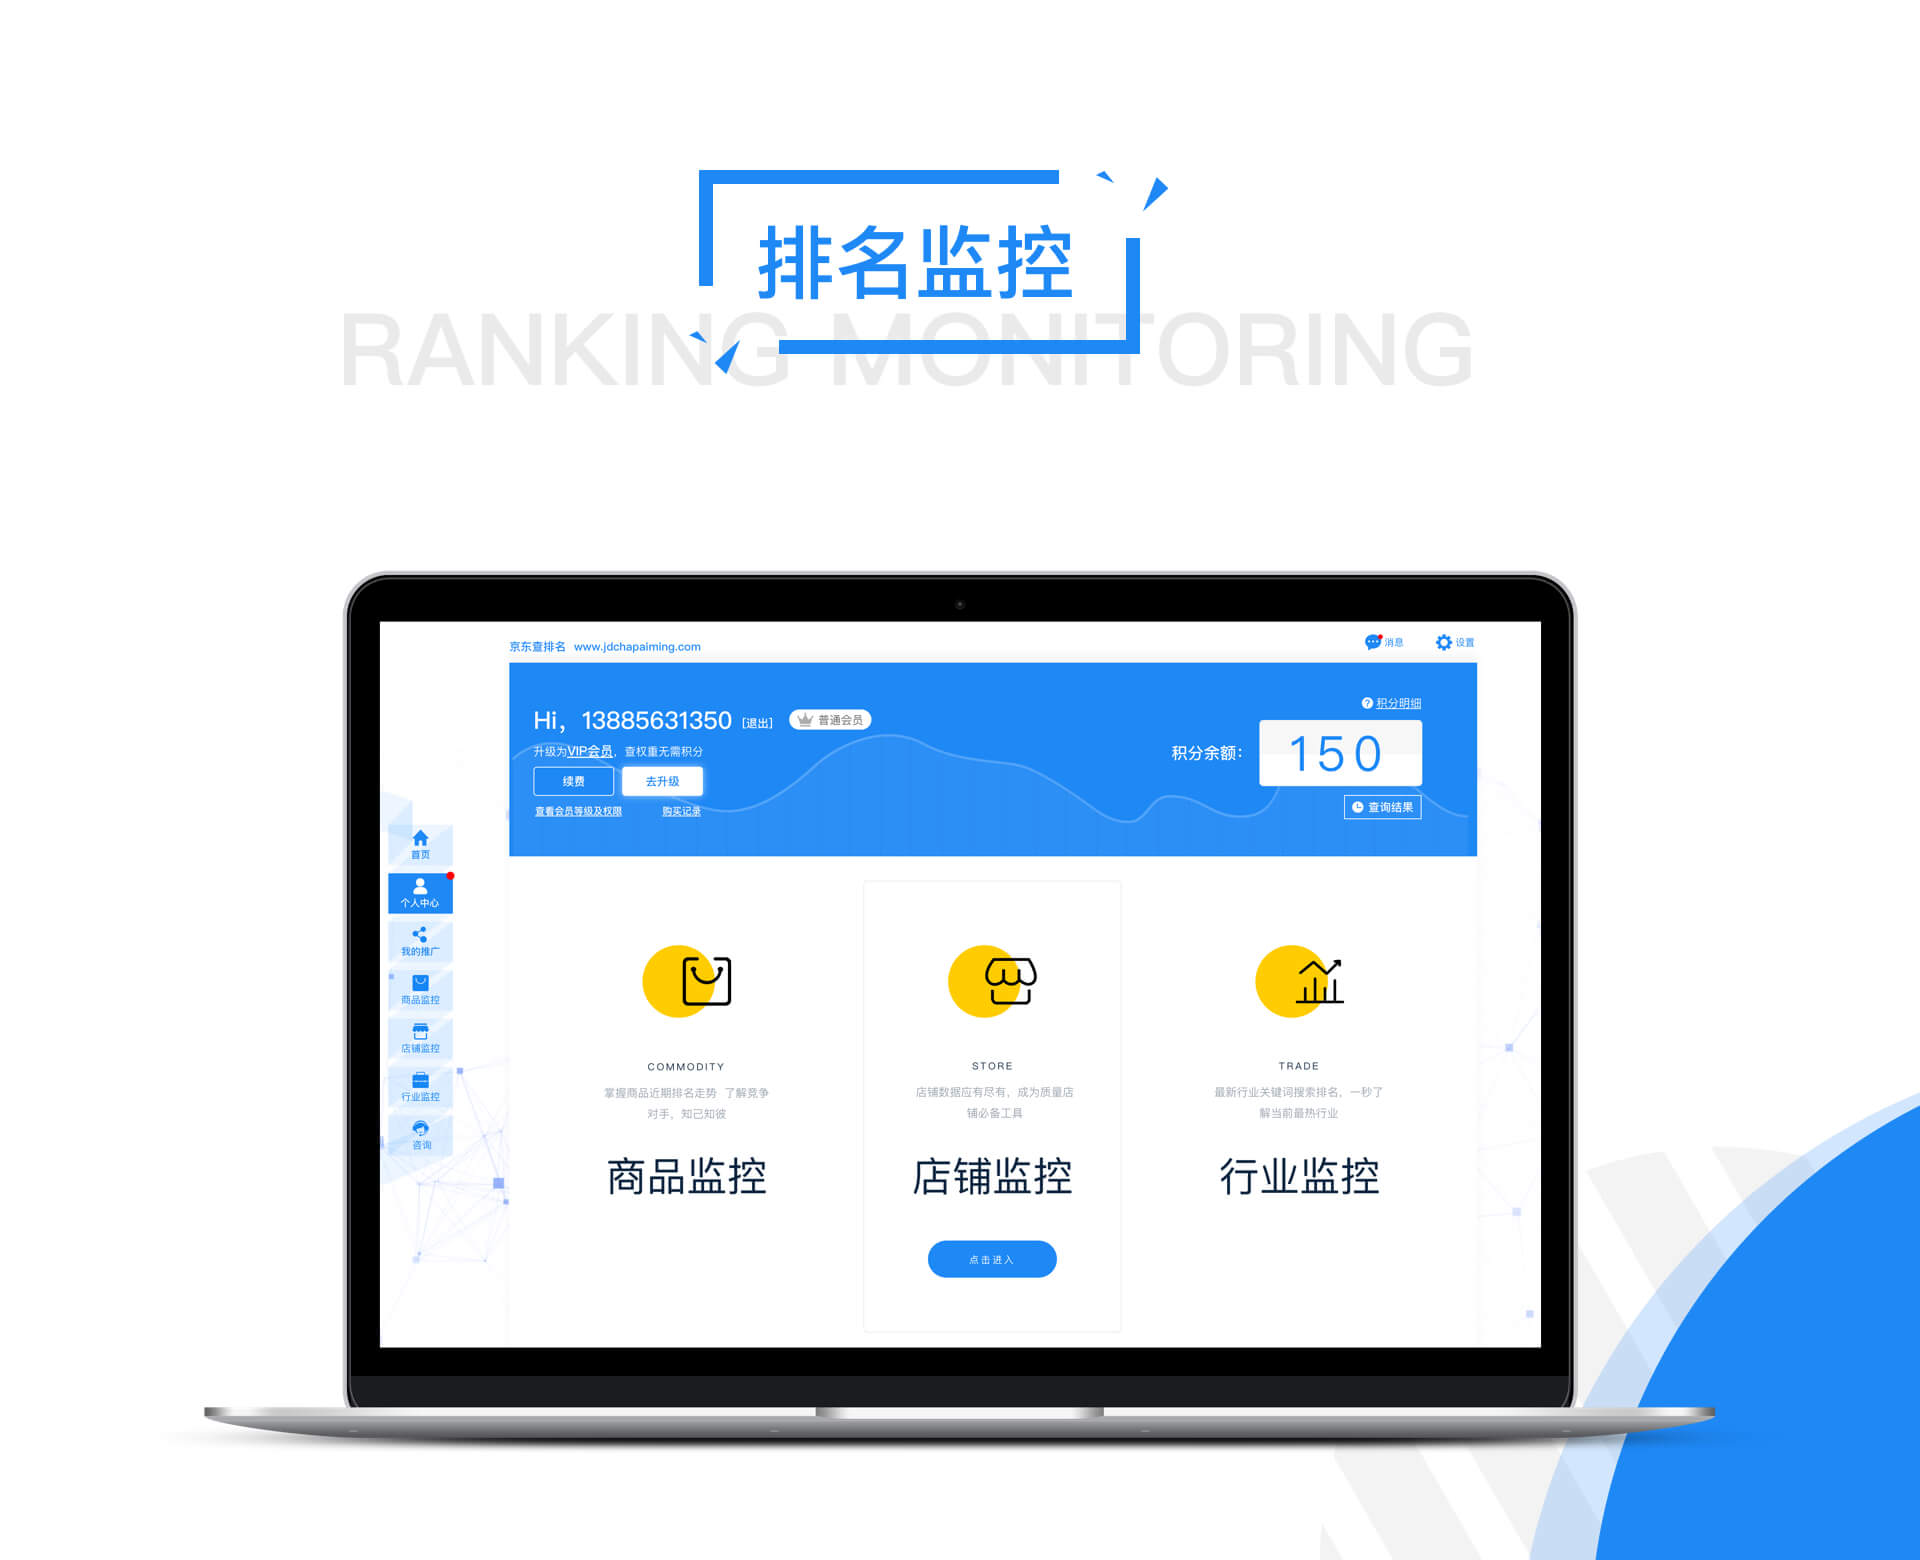 排名监控
RANKING MONITORING
京东查排名 www.jdchapaiming.com
消息
设置
Hi，13885631350 [退出] 普通会员
升级为VIP会员，查权重无需积分
续费
去升级
查看会员等级及权限
购买记录
积分明细
积分余额：
150
查询结果
首页
个人中心
我的推广
商品监控
店铺监控
行业监控
咨询
COMMODITY
掌握商品近期排名走势 了解竞争
对手，知己知彼
商品监控
STORE
店铺数据应有尽有，成为质量店
铺必备工具
店铺监控
点击进入
TRADE
最新行业关键词搜索排名，一秒了
解当前最热行业
行业监控